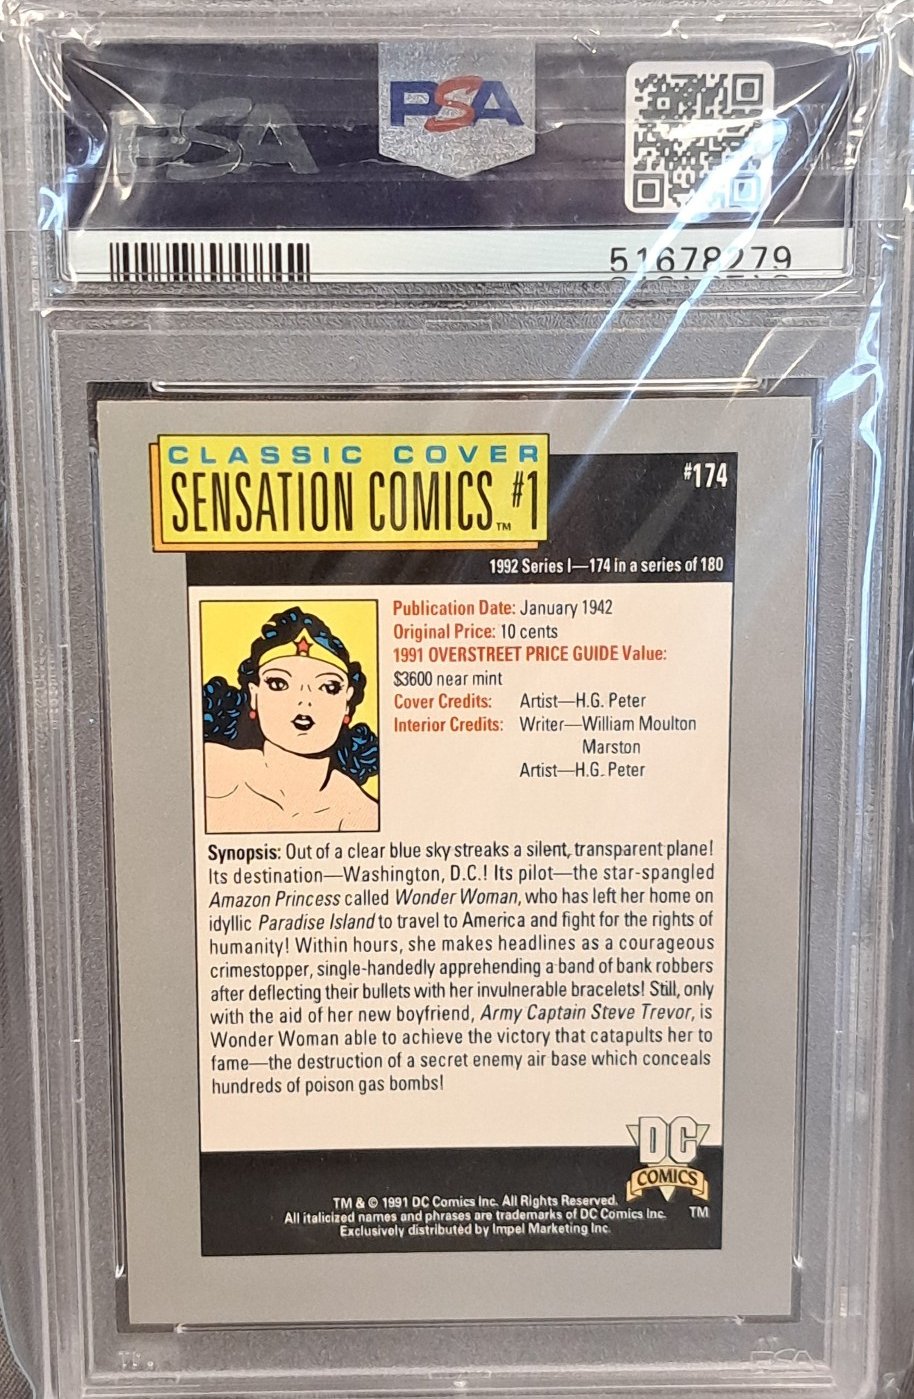 PSA
PSA
51678279
CLASSIC COVER
SENSATION COMICS™ #1
#174
1992 Series I—174 in a series of 180
Publication Date: January 1942
Original Price: 10 cents
1991 OVERSTREET PRICE GUIDE Value:
$3600 near mint
Cover Credits: Artist—H.G. Peter
Interior Credits: Writer—William Moulton
Marston
Artist—H.G. Peter
Synopsis: Out of a clear blue sky streaks a silent, transparent plane!
Its destination—Washington, D.C.! Its pilot—the star-spangled
Amazon Princess called Wonder Woman, who has left her home on
idyllic Paradise Island to travel to America and fight for the rights of
humanity! Within hours, she makes headlines as a courageous
crimestopper, single-handedly apprehending a band of bank robbers
after deflecting their bullets with her invulnerable bracelets! Still, only
with the aid of her new boyfriend, Army Captain Steve Trevor, is
Wonder Woman able to achieve the victory that catapults her to
fame—the destruction of a secret enemy air base which conceals
hundreds of poison gas bombs!
DC
COMICS
TM
TM & © 1991 DC Comics Inc. All Rights Reserved.
All italicized names and phrases are trademarks of DC Comics Inc.
Exclusively distributed by Impel Marketing Inc.
PSA